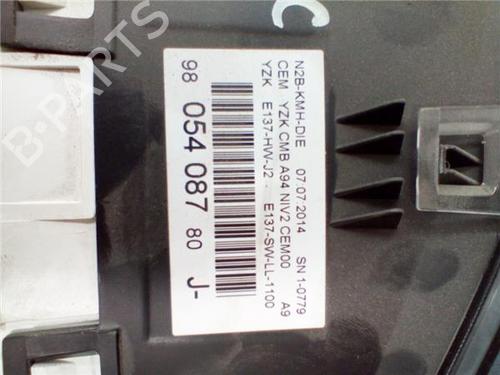 C
N2B-KMH-DIE 07.07.2014 SN 1-0779
CEM YZK CMB A94 NIV2 CEM00 A9
YZK E137-HW-J2 - E137-SW-LL-1100
98 054 087 80 J-
B-PARTS